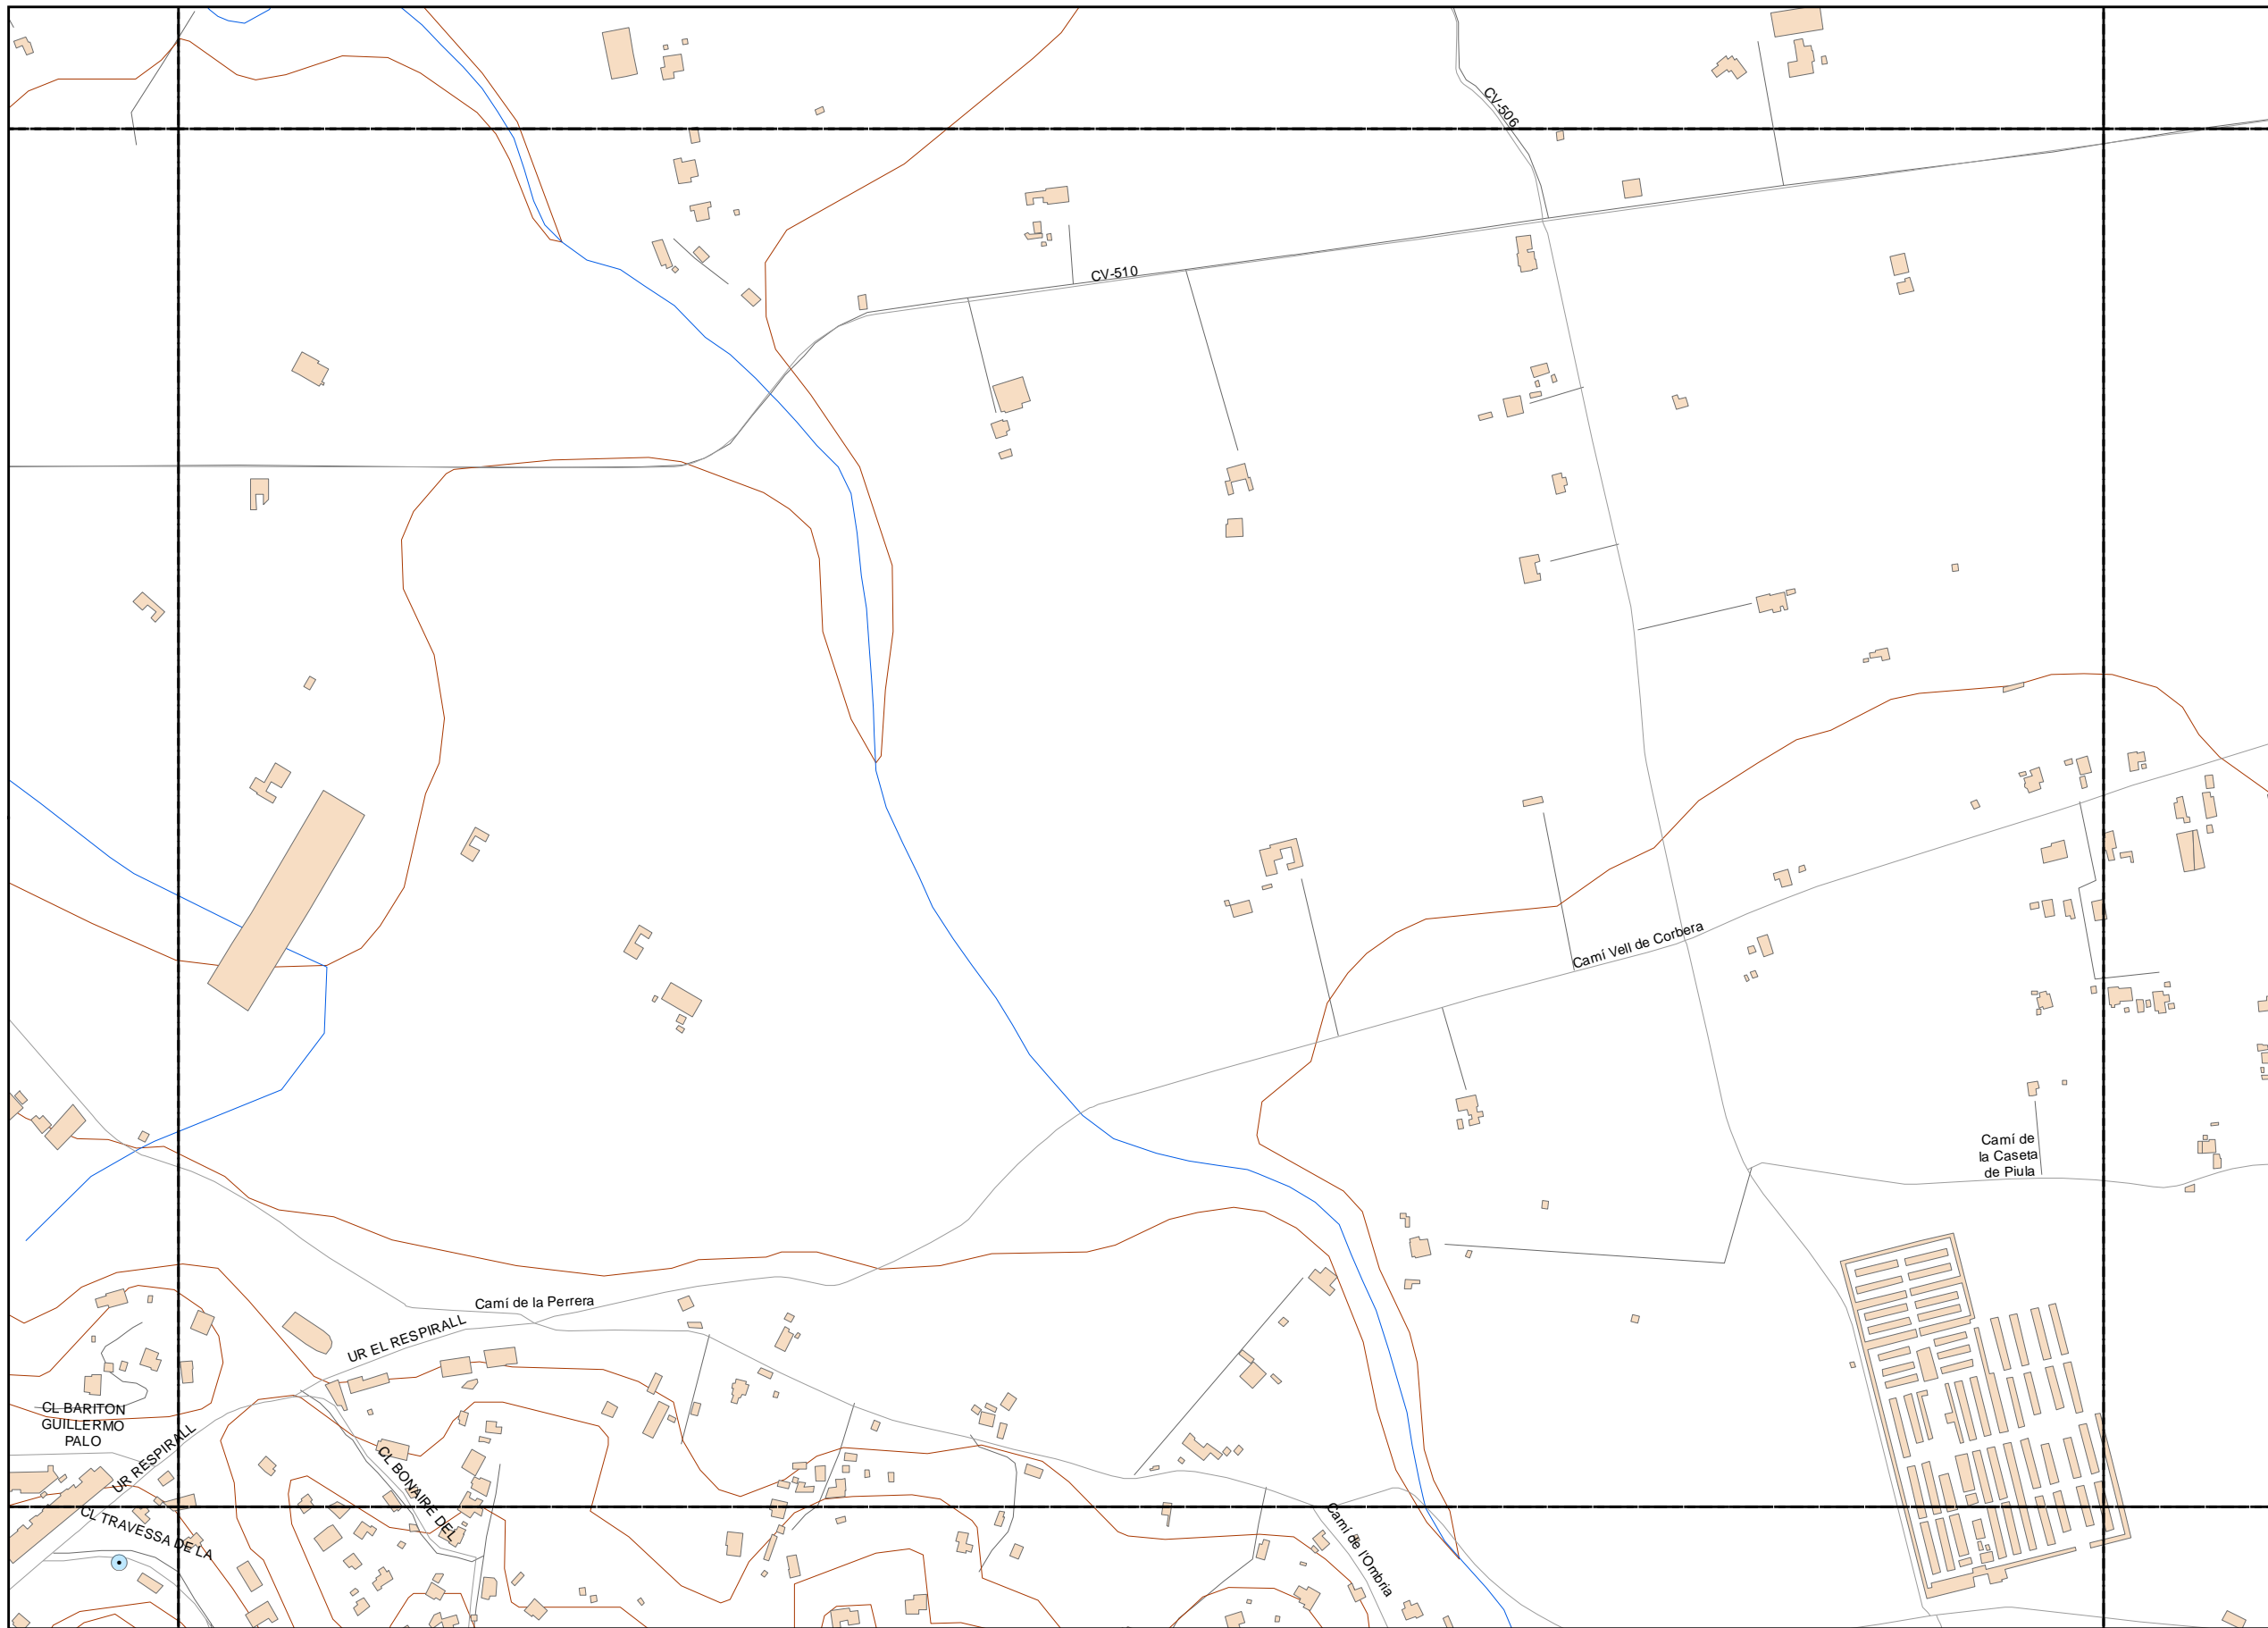 CV-506
CV-510
Camí Vell de Corbera
Camí de
la Caseta
de Piula
Camí de la Perrera
UR EL RESPIRALL
CL BARITON
GUILLERMO
PALO
UR RESPIRALL
CL BONAIRE DEL
CL TRAVESSA DE LA
Camí de l'Ombria